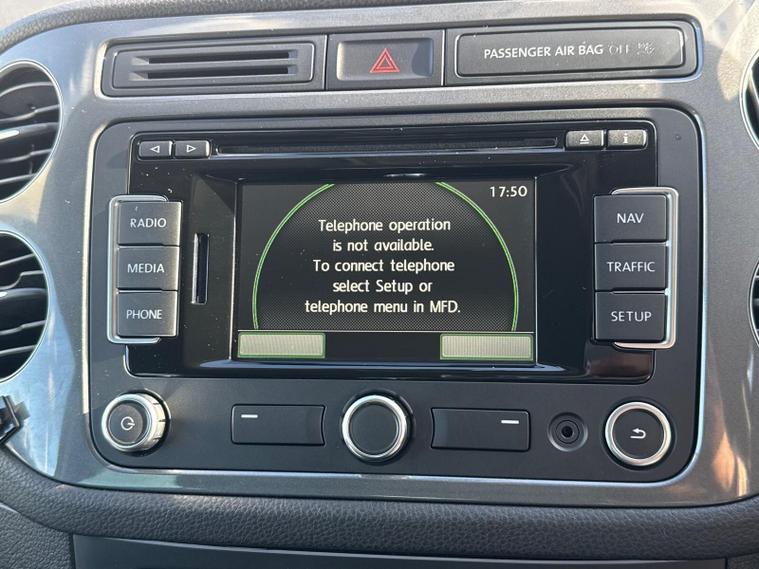 PASSENGER AIR BAG OFF
17:50
RADIO
MEDIA
PHONE
Telephone operation
is not available.
To connect telephone
select Setup or
telephone menu in MFD.
NAV
TRAFFIC
SETUP